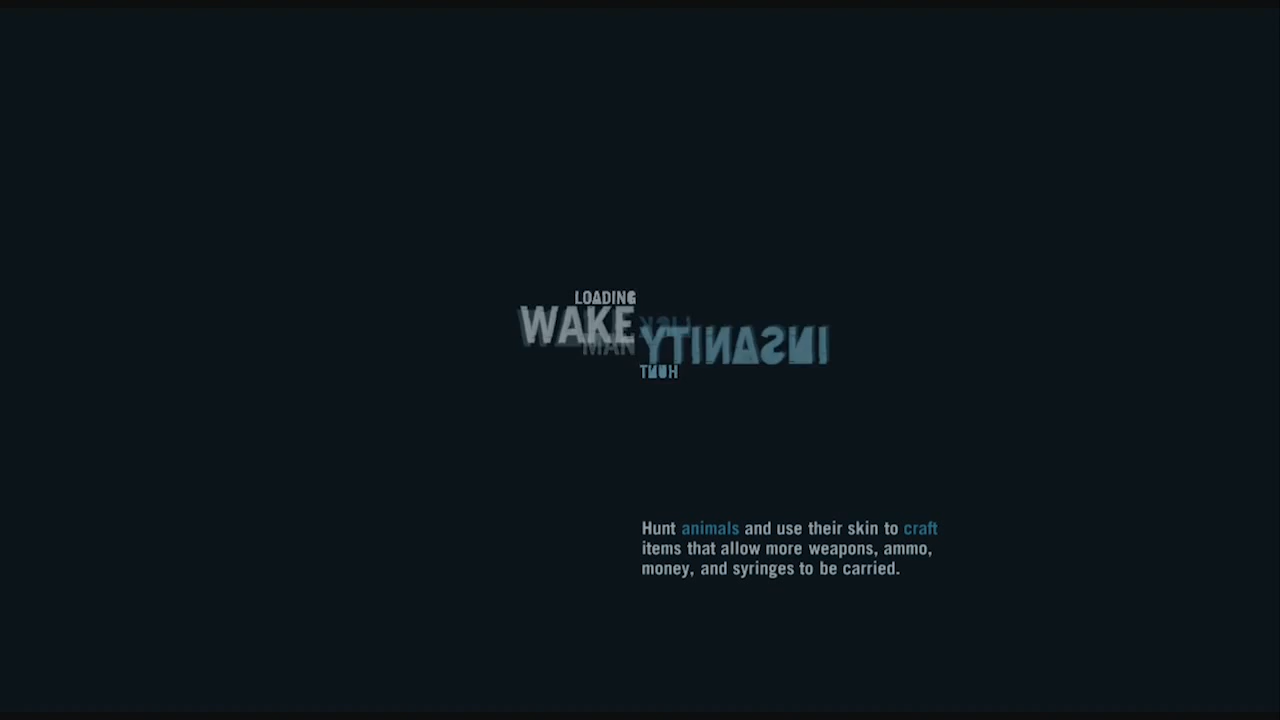 LOADING
WAKE
MAN
INSANITY
HUNT
Hunt animals and use their skin to craft
items that allow more weapons, ammo,
money, and syringes to be carried.